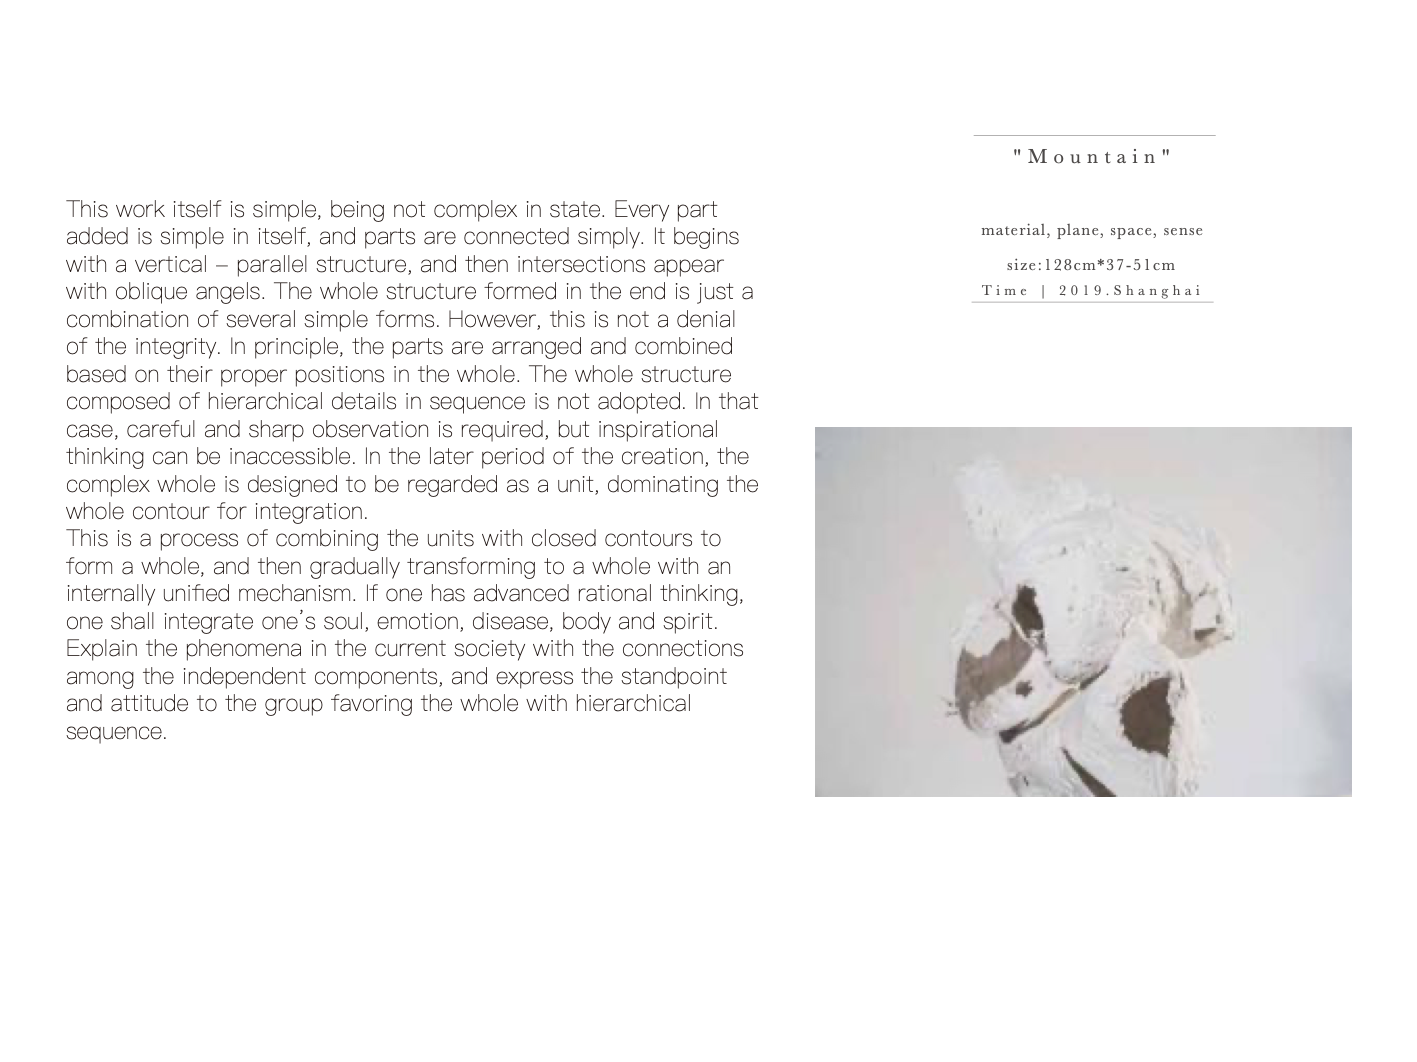 This work itself is simple, being not complex in state. Every part
added is simple in itself, and parts are connected simply. It begins
with a vertical – parallel structure, and then intersections appear
with oblique angels. The whole structure formed in the end is just a
combination of several simple forms. However, this is not a denial
of the integrity. In principle, the parts are arranged and combined
based on their proper positions in the whole. The whole structure
composed of hierarchical details in sequence is not adopted. In that
case, careful and sharp observation is required, but inspirational
thinking can be inaccessible. In the later period of the creation, the
complex whole is designed to be regarded as a unit, dominating the
whole contour for integration.
This is a process of combining the units with closed contours to
form a whole, and then gradually transforming to a whole with an
internally unified mechanism. If one has advanced rational thinking,
one shall integrate one’s soul, emotion, disease, body and spirit.
Explain the phenomena in the current society with the connections
among the independent components, and express the standpoint
and attitude to the group favoring the whole with hierarchical
sequence.
"Mountain"
material, plane, space, sense
size:128cm*37-51cm
Time | 2019.Shanghai